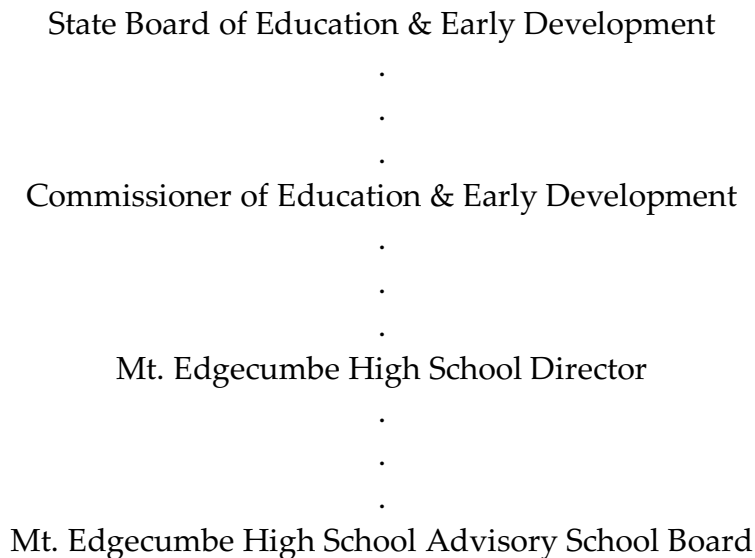 State Board of Education & Early Development
.
.
.
Commissioner of Education & Early Development
.
.
.
Mt. Edgecumbe High School Director
.
.
.
Mt. Edgecumbe High School Advisory School Board